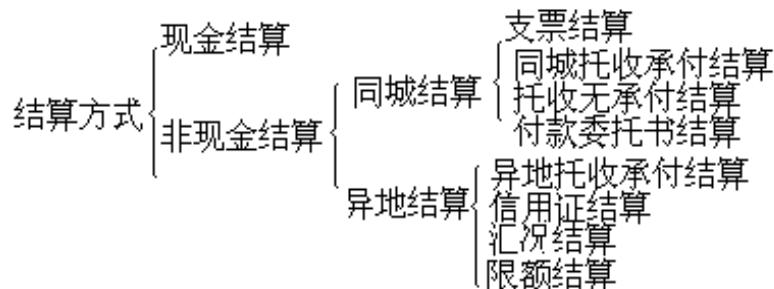 结算方式
现金结算
非现金结算
同城结算
支票结算
同城托收承付结算
托收无承付结算
付款委托书结算
异地结算
异地托收承付结算
信用证结算
汇况结算
限额结算